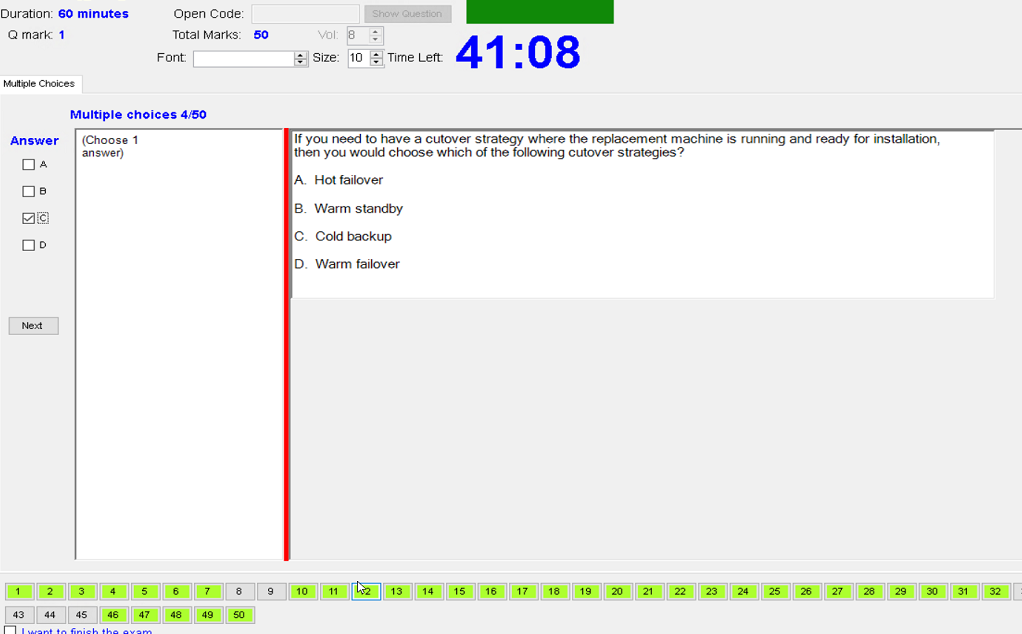 Duration: 60 minutes Open Code: Show Question
Q mark: 1 Total Marks: 50 Vol: 8
Font: Size: 10 Time Left: 41:08
Multiple Choices
Multiple choices 4/50
Answer
A
B
C
D
Next
(Choose 1
answer)
If you need to have a cutover strategy where the replacement machine is running and ready for installation,
then you would choose which of the following cutover strategies?
A. Hot failover
B. Warm standby
C. Cold backup
D. Warm failover
1 2 3 4 5 6 7 8 9 10 11 12 13 14 15 16 17 18 19 20 21 22 23 24 25 26 27 28 29 30 31 32
43 44 45 46 47 48 49 50
I want to finish the exam